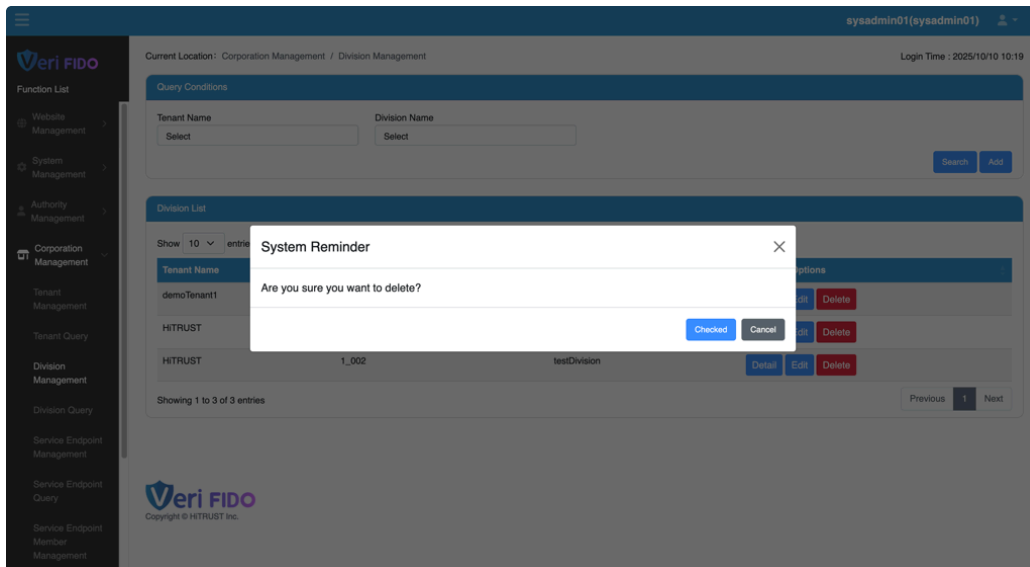 sysadmin01(sysadmin01)
Veri FIDO
Function List
Website
Management
System
Management
Authority
Management
Corporation
Management
Tenant
Management
Tenant Query
Division
Management
Division Query
Service Endpoint
Management
Service Endpoint
Query
Service Endpoint
Member
Management
Current Location: Corporation Management / Division Management
Login Time : 2025/10/10 10:19
Query Conditions
Tenant Name
Division Name
Select
Select
Search
Add
Division List
Show 10
System Reminder
Are you sure you want to delete?
Checked
Cancel
Tenant Name
demoTenant1 Delete
HiTRUST Delete
HiTRUST 1_002 testDivision Detail Edit Delete
Showing 1 to 3 of 3 entries
Previous 1 Next
Veri FIDO
Copyright © HiTRUST Inc.